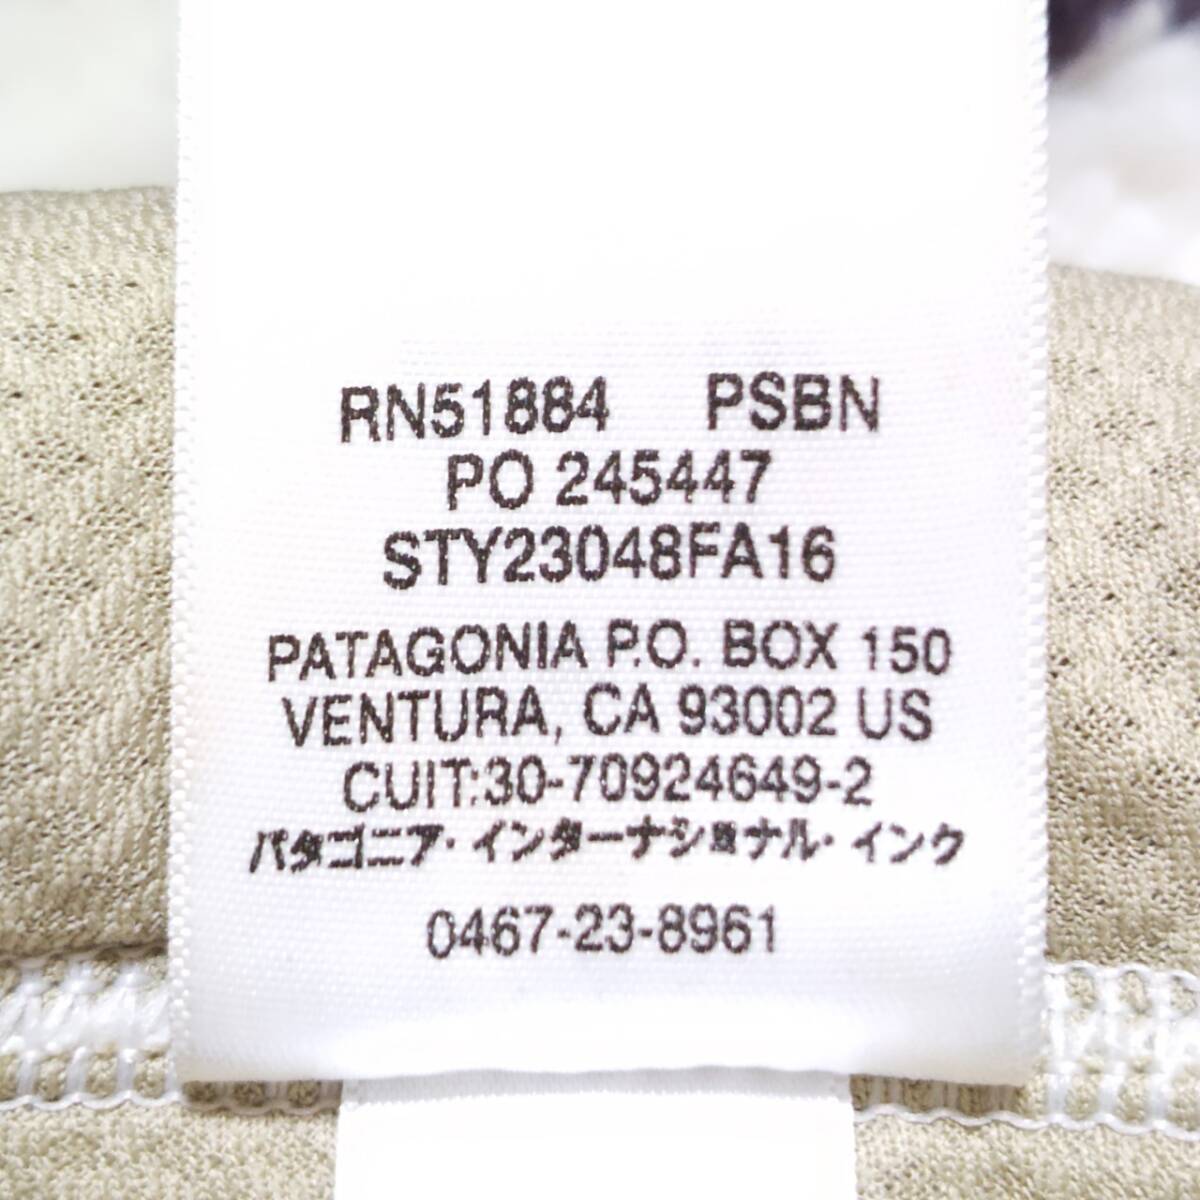 RN51884 PSBN
PO 245447
STY23048FA16
PATAGONIA P.O. BOX 150
VENTURA, CA 93002 US
CUIT:30-70924649-2
パタゴニア・インターナショナル・インク
0467-23-8961